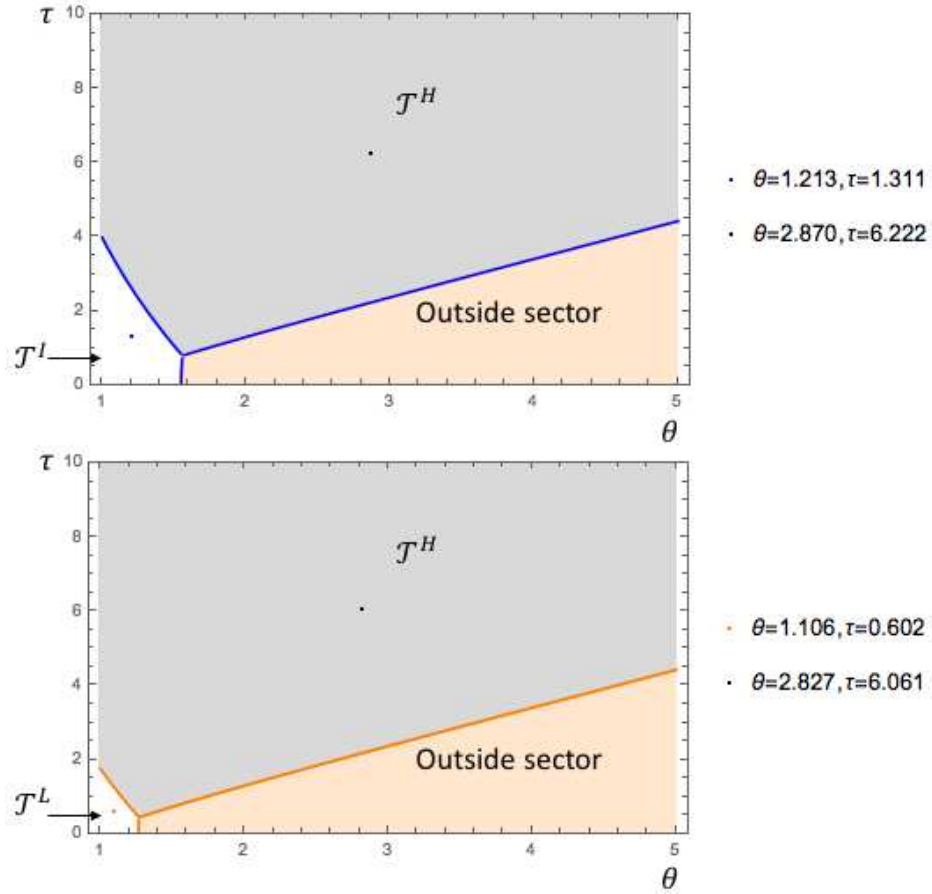 τ
10
8
6
4
2
0
𝒯^H
Outside sector
𝒯^I
1 2 3 4 5
θ
θ=1.213, τ=1.311
θ=2.870, τ=6.222
τ
10
8
6
4
2
0
𝒯^H
Outside sector
𝒯^L
1 2 3 4 5
θ
θ=1.106, τ=0.602
θ=2.827, τ=6.061